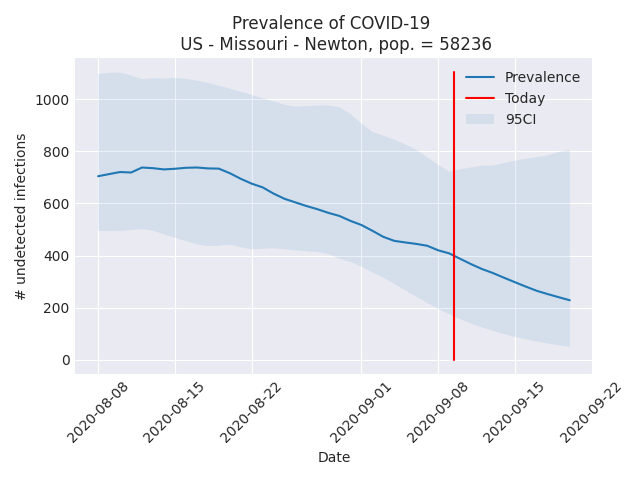 Prevalence of COVID-19
US - Missouri - Newton, pop. = 58236
Prevalence
Today
95CI
# undetected infections
1000
800
600
400
200
0
2020-08-08
2020-08-15
2020-08-22
2020-09-01
2020-09-08
2020-09-15
2020-09-22
Date